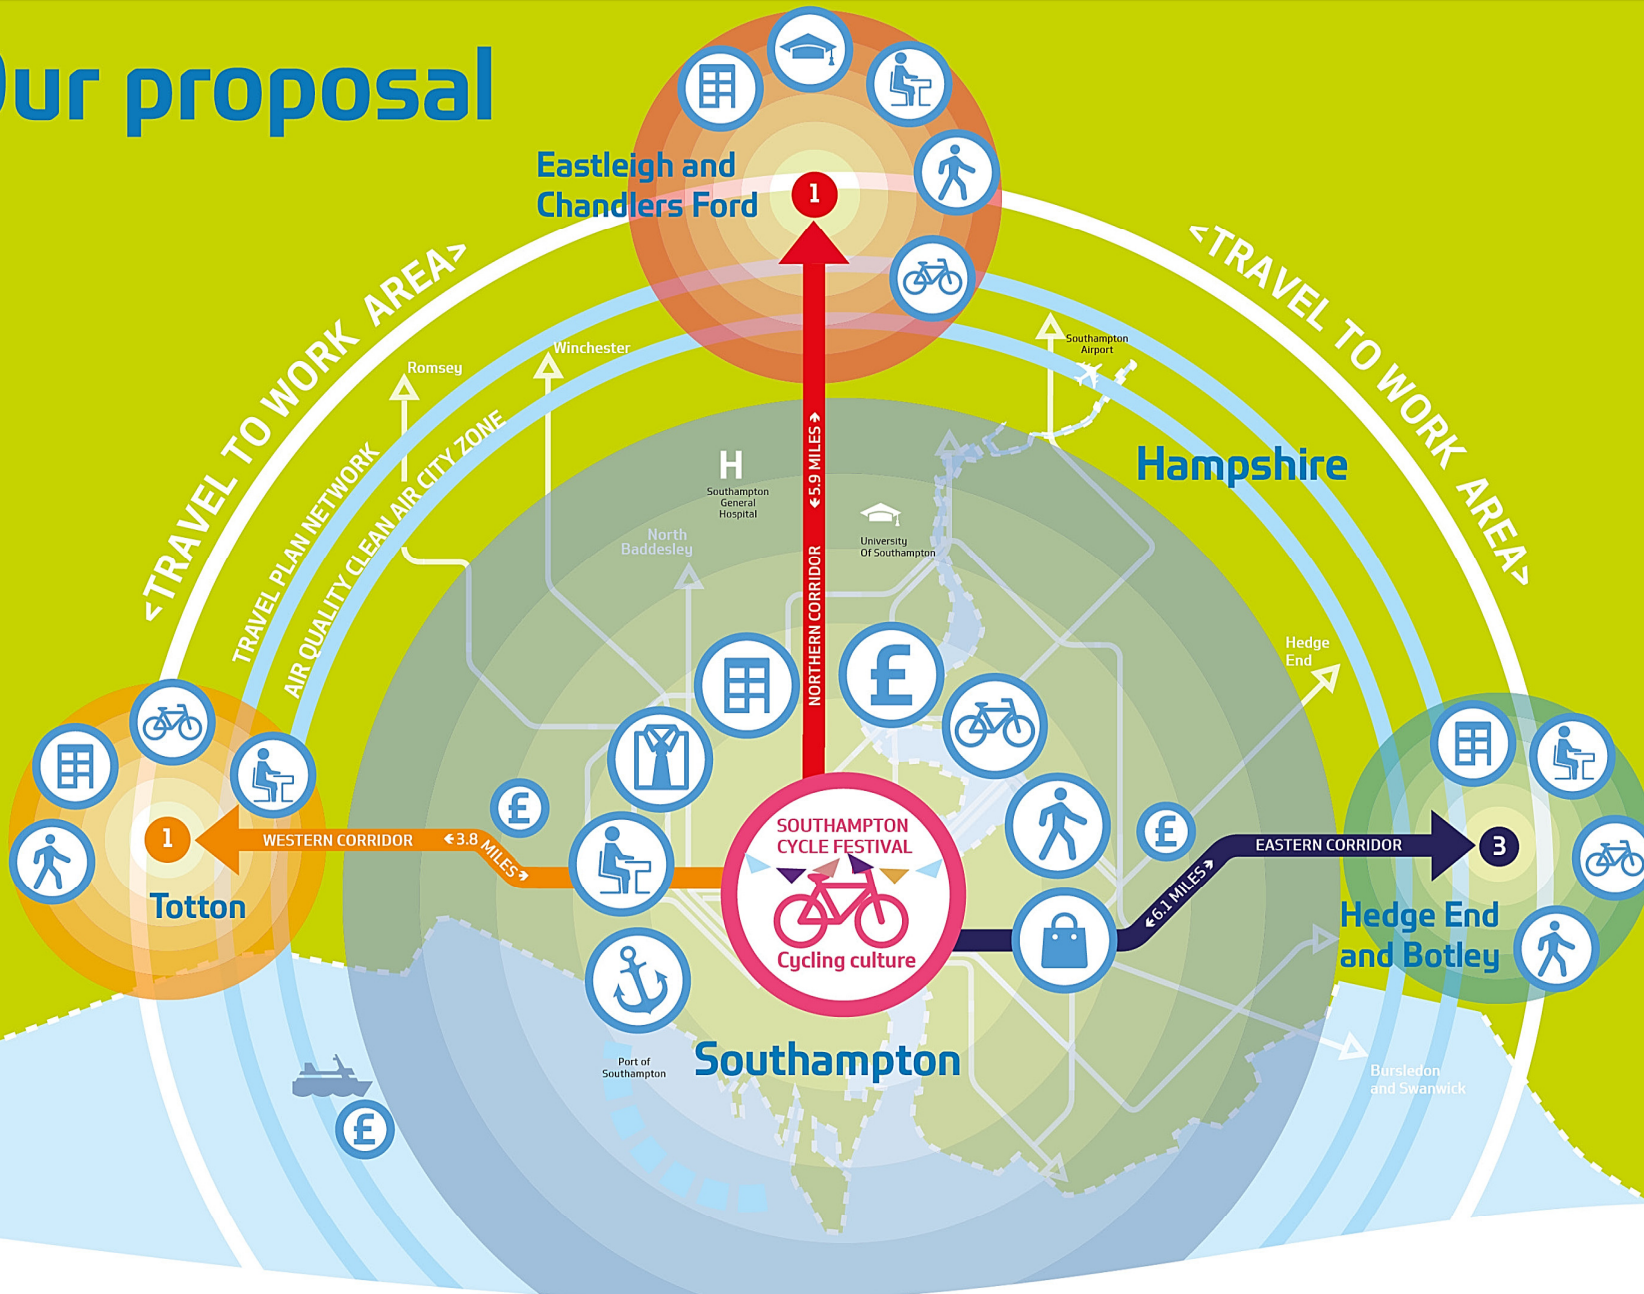 ur proposal
Eastleigh and
Chandlers Ford
1
<TRAVEL TO WORK AREA>
<TRAVEL TO WORK AREA>
TRAVEL PLAN NETWORK
AIR QUALITY CLEAN AIR CITY ZONE
Romsey
Winchester
Southampton
Airport
Hampshire
H
Southampton
General
Hospital
North
Baddesley
University
Of Southampton
5.9 MILES
NORTHERN CORRIDOR
Hedge
End
£
£
£
1
WESTERN CORRIDOR
3.8 MILES
Totton
SOUTHAMPTON
CYCLE FESTIVAL
Cycling culture
EASTERN CORRIDOR
6.1 MILES
3
Hedge End
and Botley
Southampton
Port of
Southampton
Bursledon
and Swanwick
£